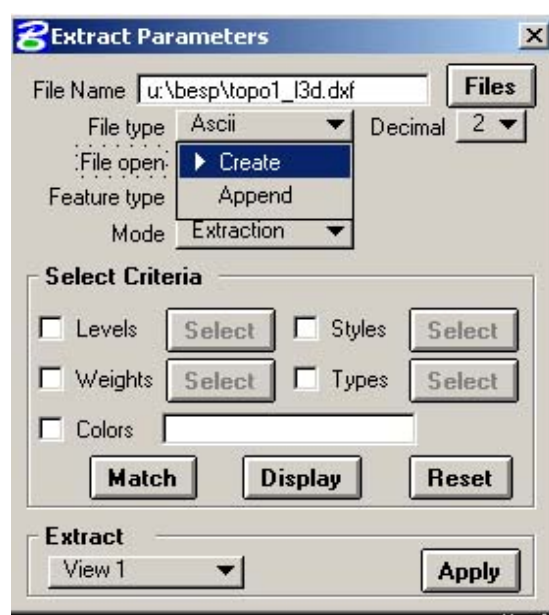 Extract Parameters
File Name u:\besp\topo1_l3d.dxf Files
File type Ascii Decimal 2
File open Create
Append
Feature type
Mode Extraction
Select Criteria
Levels Select Styles Select
Weights Select Types Select
Colors
Match Display Reset
Extract
View 1 Apply